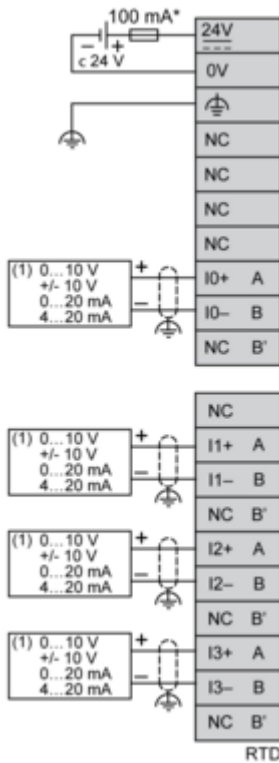 100 mA*
24V
− +
c 24 V
0V
NC
NC
NC
NC
(1) 0...10 V
+/- 10 V
0...20 mA
4...20 mA
+
−
I0+ A
I0– B
NC B'
NC
(1) 0...10 V
+/- 10 V
0...20 mA
4...20 mA
+
−
I1+ A
I1– B
NC B'
(1) 0...10 V
+/- 10 V
0...20 mA
4...20 mA
+
−
I2+ A
I2– B
NC B'
(1) 0...10 V
+/- 10 V
0...20 mA
4...20 mA
+
−
I3+ A
I3– B
NC B'
RTD